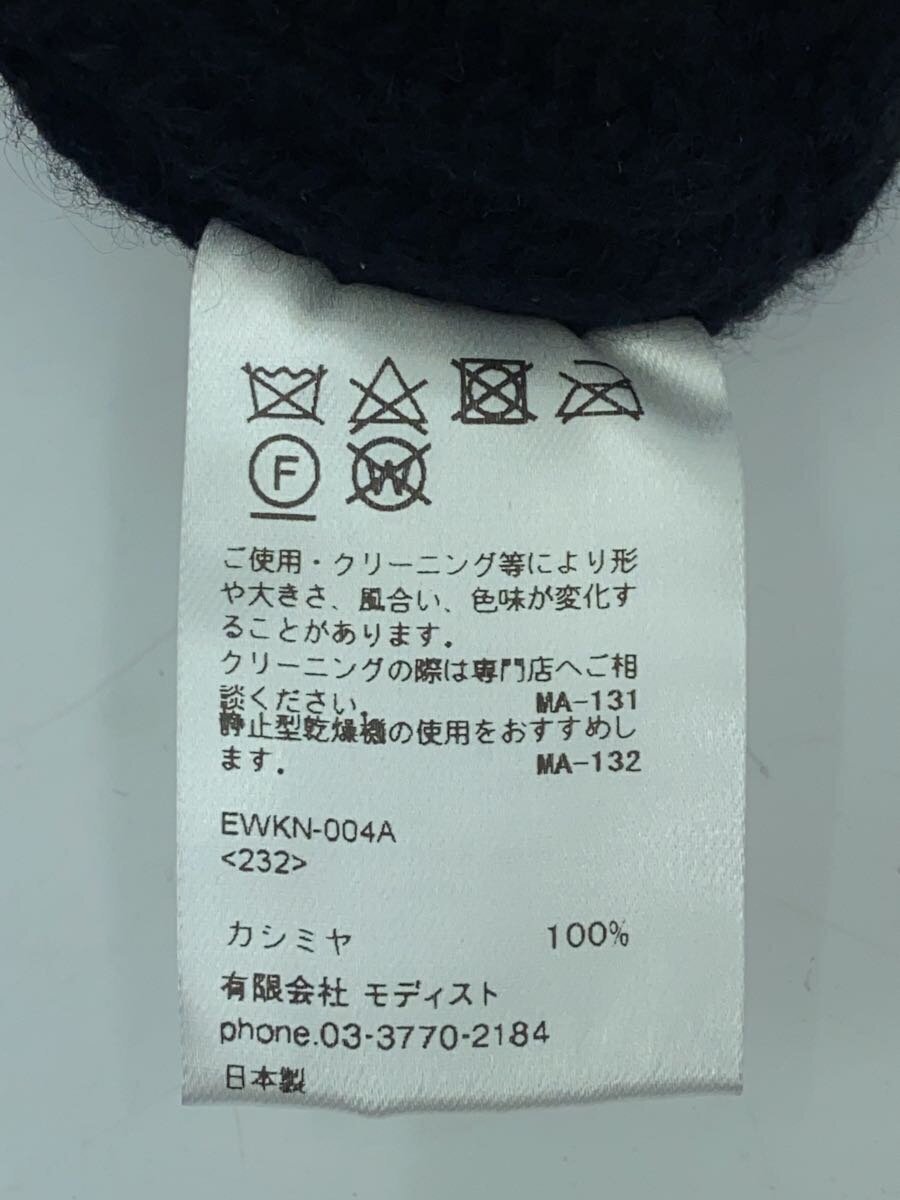 F W
ご使用・クリーニング等により形
や大きさ、風合い、色味が変化す
ることがあります.
クリーニングの際は専門店へご相
談ください. MA-131
静止型乾燥機の使用をおすすめし
ます. MA-132
EWKN-004A
<232>
カシミヤ 100%
有限会社 モディスト
phone.03-3770-2184
日本製